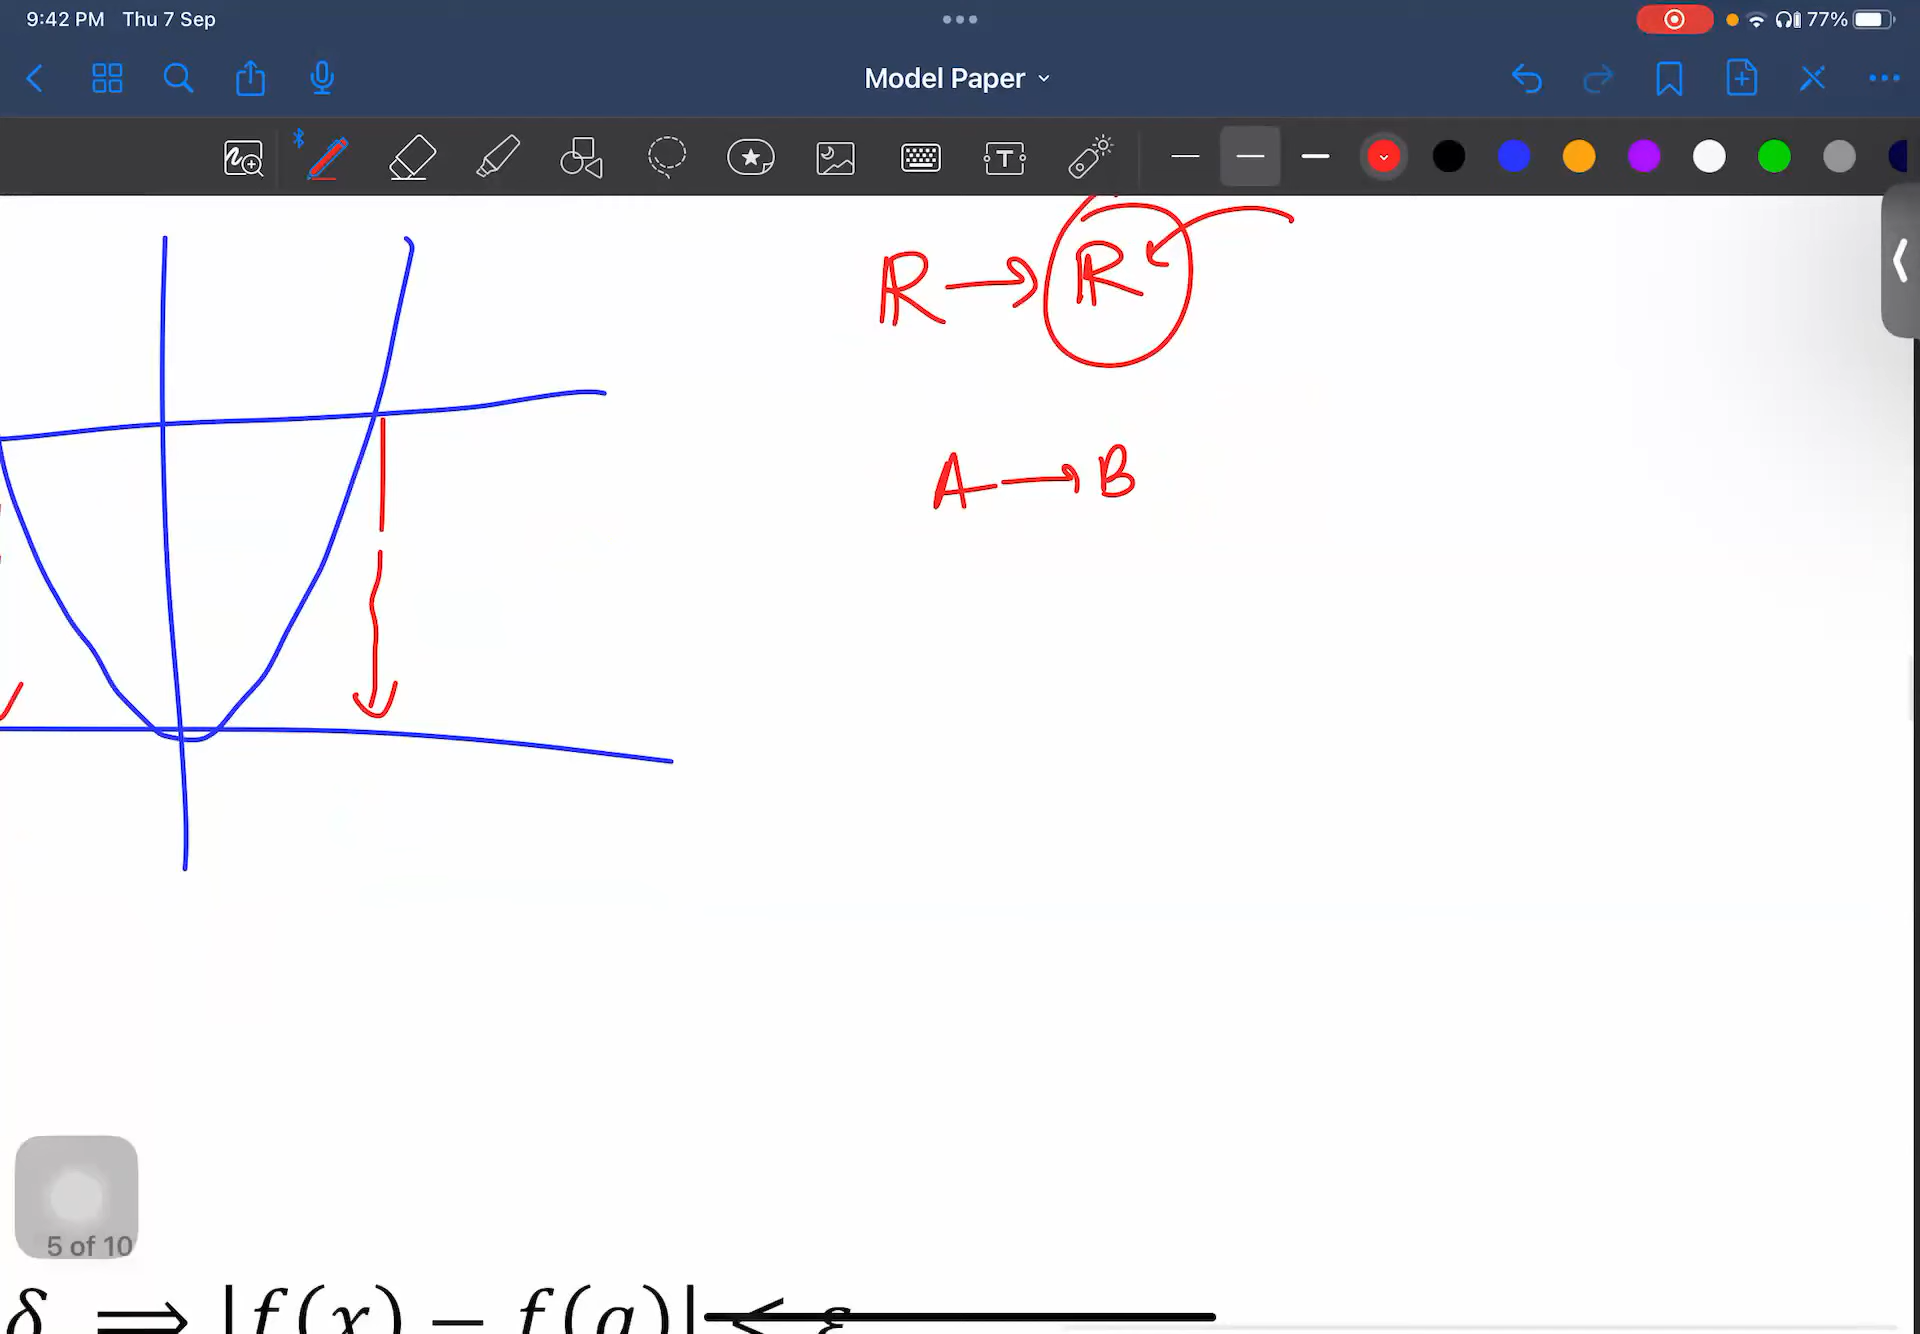 9:42 PM Thu 7 Sep
77%
Model Paper
T
ℝ → ℝ
A → B
5 of 10
δ ⟹ |f(x) − f(a)| < ε